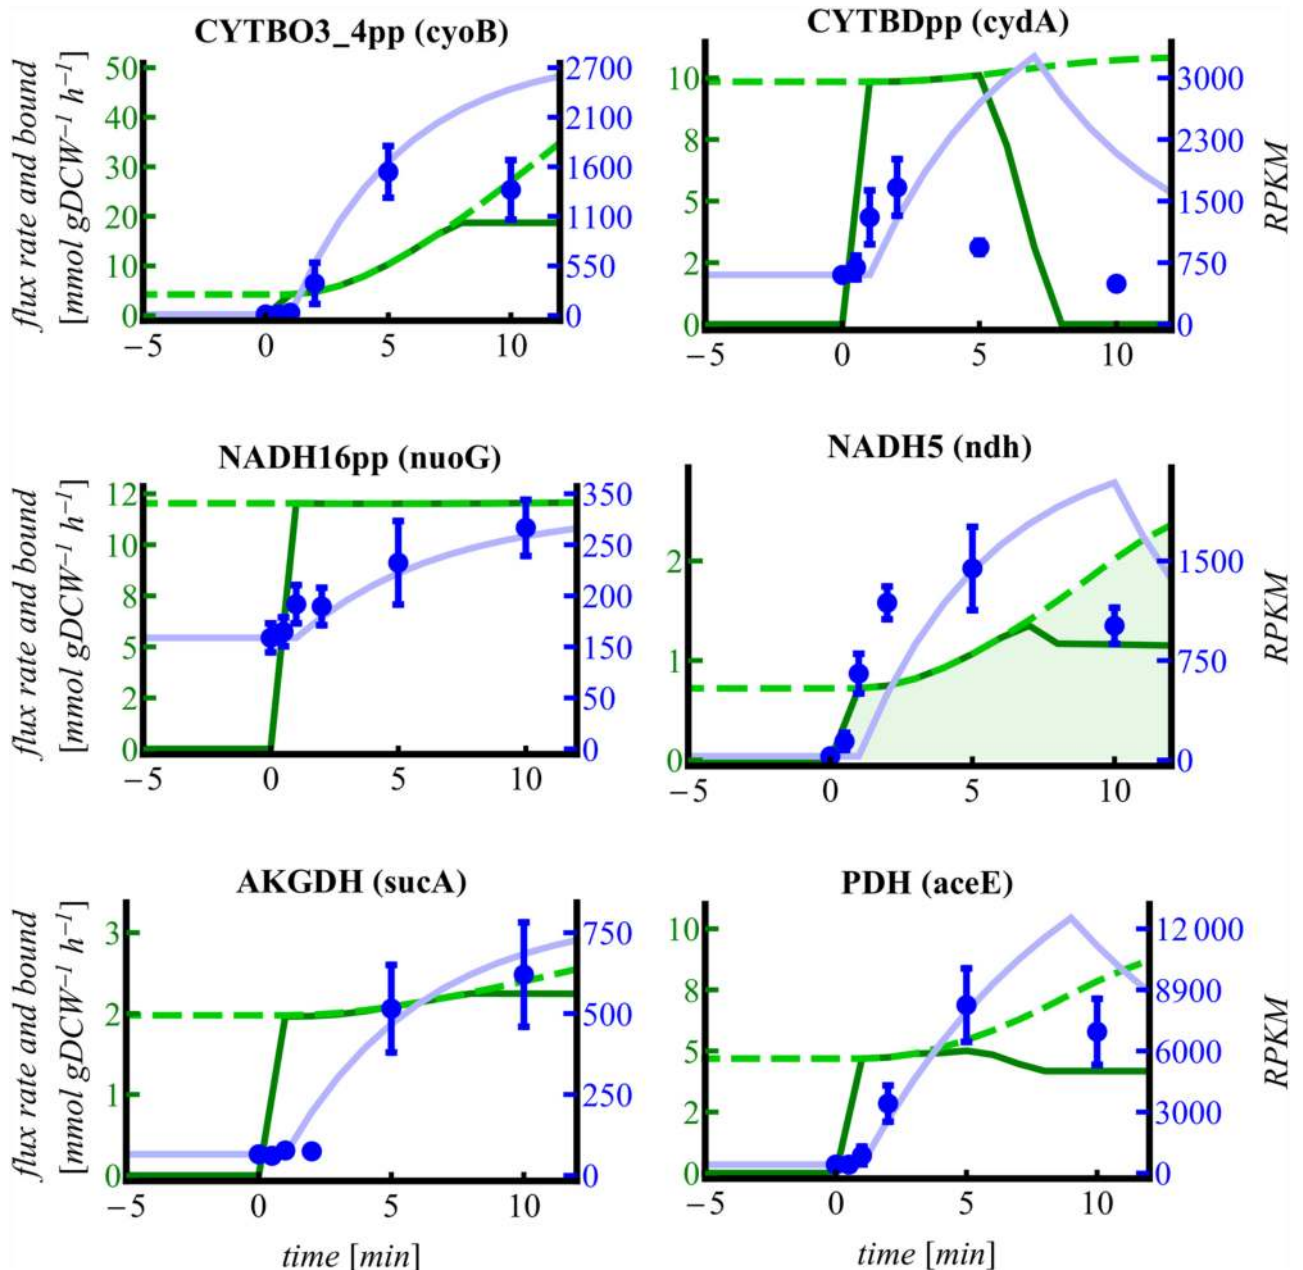 CYTBO3_4pp (cyoB)
CYTBDpp (cydA)
flux rate and bound
[mmol gDCW⁻¹ h⁻¹]
50
40
30
20
10
0
2700
2100
1600
1100
550
0
10
8
5
2
0
3000
2300
1500
750
0
RPKM
−5 0 5 10
−5 0 5 10
NADH16pp (nuoG)
NADH5 (ndh)
flux rate and bound
[mmol gDCW⁻¹ h⁻¹]
12
10
8
5
2
0
350
250
200
150
50
0
2
1
0
1500
750
0
RPKM
−5 0 5 10
−5 0 5 10
AKGDH (sucA)
PDH (aceE)
flux rate and bound
[mmol gDCW⁻¹ h⁻¹]
3
2
1
0
750
500
250
0
10
8
5
2
0
12 000
8900
6000
3000
0
RPKM
−5 0 5 10
−5 0 5 10
time [min]
time [min]